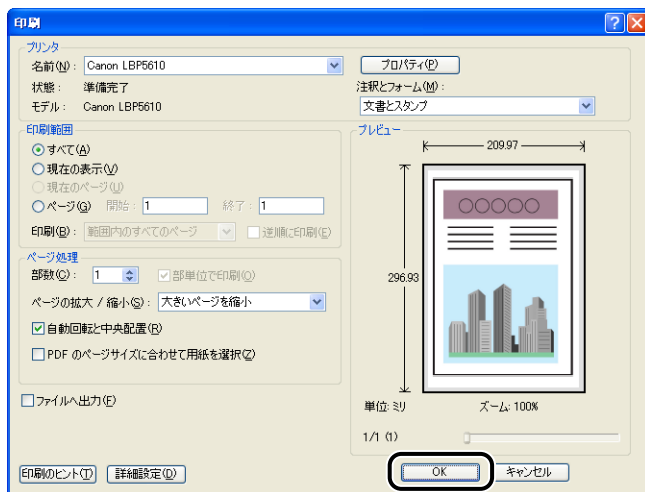 印刷
プリンタ
名前(N): Canon LBP5610
プロパティ(P)
状態: 準備完了
注釈とフォーム(M):
モデル: Canon LBP5610
文書とスタンプ
印刷範囲
すべて(A)
現在の表示(V)
現在のページ(U)
ページ(G) 開始: 1 終了: 1
印刷(B): 範囲内のすべてのページ 逆順に印刷(E)
ページ処理
部数(C): 1 部単位で印刷(O)
ページの拡大 / 縮小(S): 大きいページを縮小
自動回転と中央配置(R)
PDF のページサイズに合わせて用紙を選択(Z)
ファイルへ出力(F)
プレビュー
209.97
○○○○○
296.93
単位: ミリ ズーム: 100%
1/1 (1)
印刷のヒント(T) 詳細設定(D) OK キャンセル